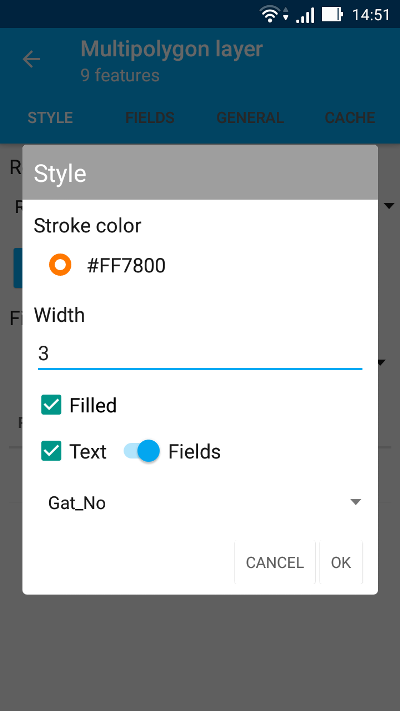 14:51
Multipolygon layer
9 features
STYLE FIELDS GENERAL CACHE
Style
Stroke color
#FF7800
Width
3
Filled
Text Fields
Gat_No
CANCEL OK